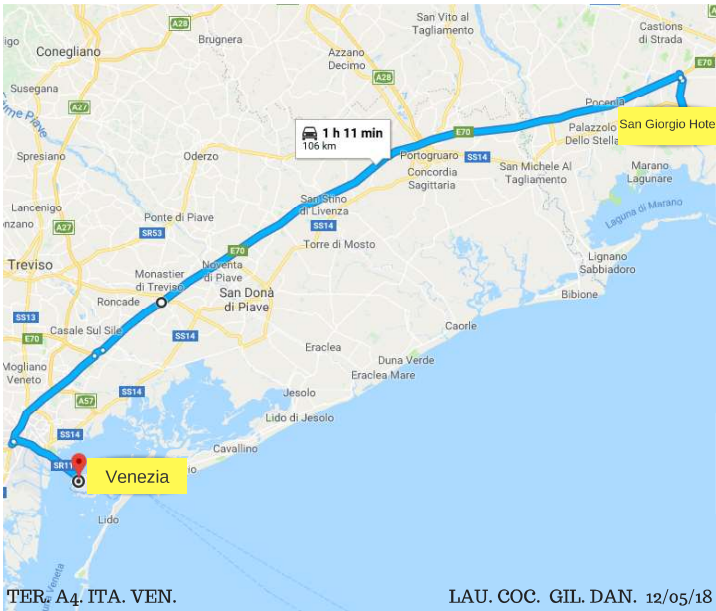 San Vito al
Tagliamento
Castions
di Strada
A28
Brugnera
Conegliano
Azzano
Decimo
E70
A28
Susegana
A27
Pocenia
San Giorgio Hote
1 h 11 min
106 km
E70
Palazzolo
Dello Stella
Spresiano
Oderzo
Portogruaro
SS14
Concordia
Sagittaria
San Michele Al
Tagliamento
Marano
Lagunare
San Stino
di Livenza
Lancenigo
Ponte di Piave
SS14
Laguna di Marano
A27
SR53
Torre di Mosto
E70
Treviso
Noventa
di Piave
Lignano
Sabbiadoro
Monastier
di Treviso
Bibione
Roncade
San Donà
di Piave
SS13
Caorle
E70
Casale Sul Sile
SS14
Eraclea
Duna Verde
Mogliano
Veneto
Eraclea Mare
SS14
A57
Jesolo
Lido di Jesolo
SS14
Cavallino
SR11
Venezia
Lido
TER. A4. ITA. VEN.
LAU. COC. GIL. DAN. 12/05/18